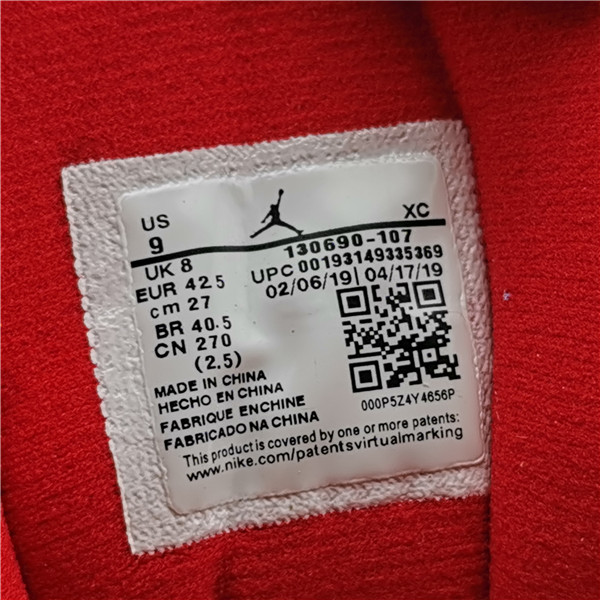 US XC
9
130690-107
UK 8 UPC 00193149335369
EUR 42.5 02/06/19| 04/17/19
cm 27
BR 40.5
CN 270
(2.5)
MADE IN CHINA
HECHO EN CHINA
FABRIQUE EN CHINE
FABRICADO NA CHINA
000P5Z4Y4656P
This product is covered by one or more patents:
www.nike.com/patentsvirtualmarking